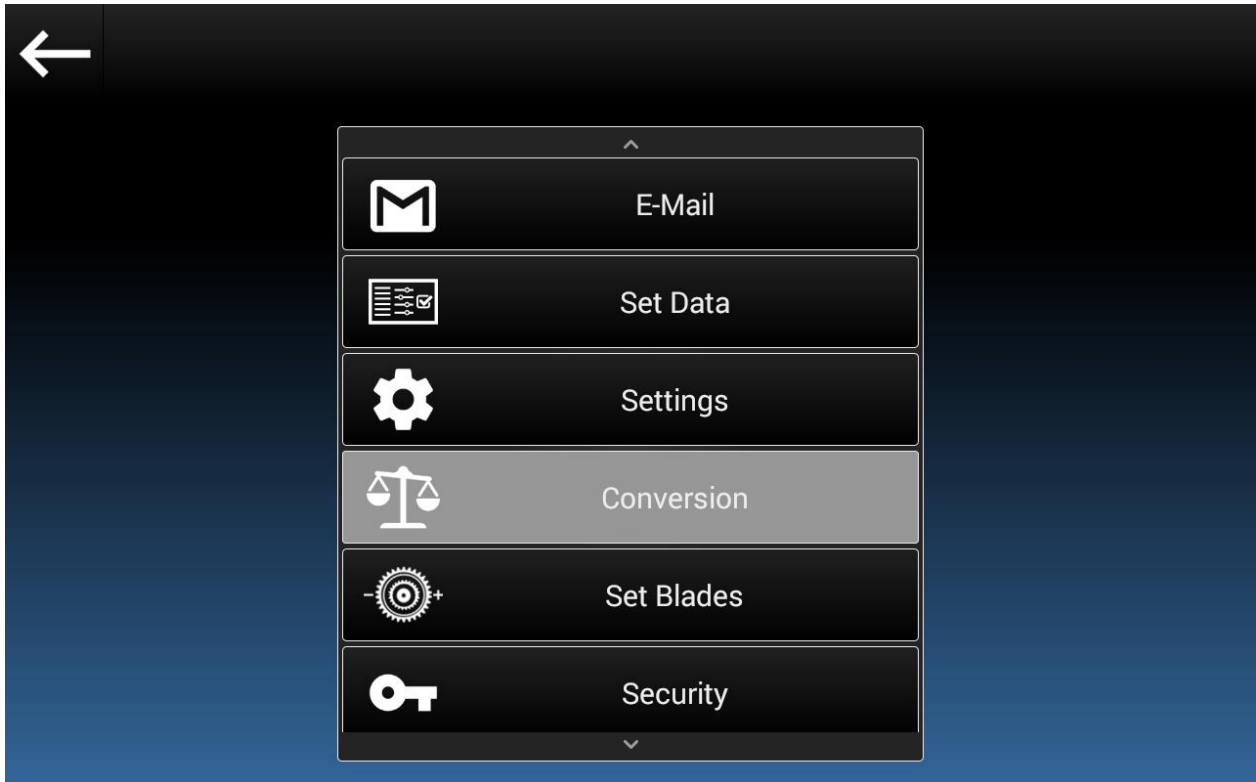 E-Mail
Set Data
Settings
Conversion
Set Blades
Security